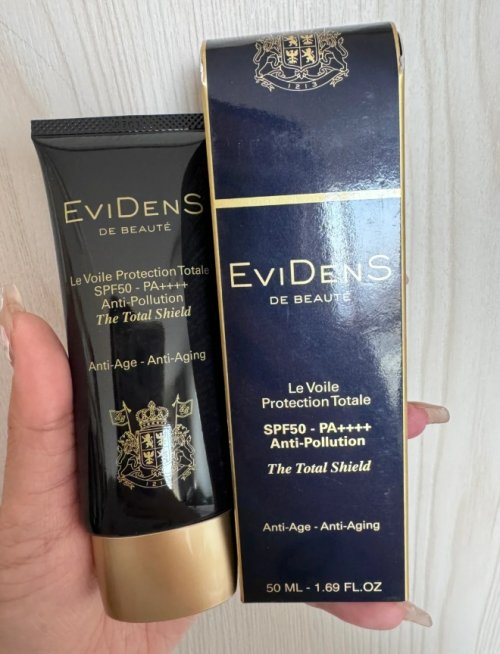 EVIDENS
DE BEAUTÉ
Le Voile Protection Totale
SPF50 - PA++++
Anti-Pollution
The Total Shield
Anti-Age - Anti-Aging
1213
EVIDENS
DE BEAUTÉ
Le Voile
Protection Totale
SPF50 - PA++++
Anti-Pollution
The Total Shield
Anti-Age - Anti-Aging
50 ML - 1.69 FL.OZ